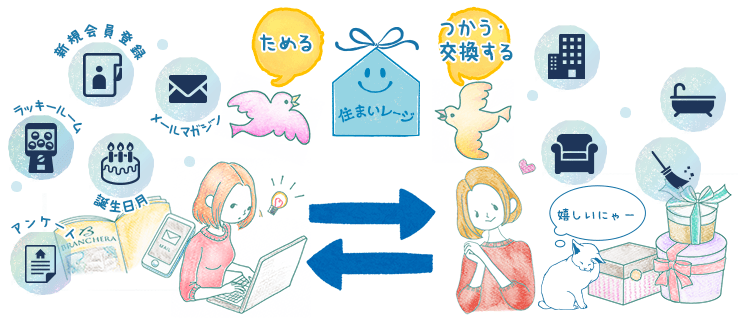 新規会員登録
ラッキールーム
メールマガジン
誕生日月
アンケート
BRANCHERA
MAIL
ためる
住まいレージ
つかう・
交換する
嬉しいにゃー